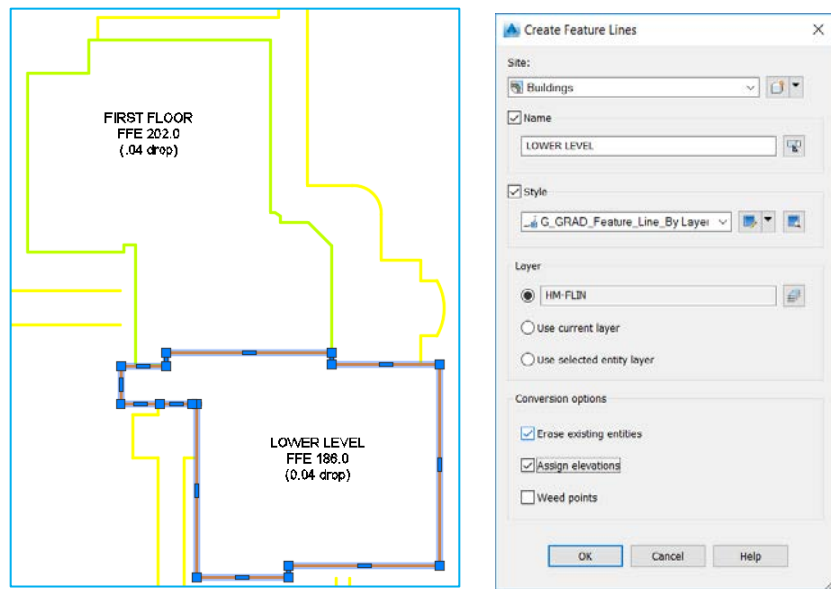 FIRST FLOOR
FFE 202.0
(.04 drop)
LOWER LEVEL
FFE 186.0
(0.04 drop)
Create Feature Lines
Site:
Buildings
Name
LOWER LEVEL
Style
G_GRAD_Feature_Line_By Layer
Layer
HM-FLIN
Use current layer
Use selected entity layer
Conversion options
Erase existing entities
Assign elevations
Weed points
OK Cancel Help